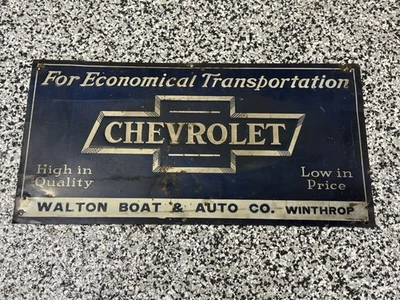 For Economical Transportation
CHEVROLET
High in
Quality
Low in
Price
WALTON BOAT & AUTO CO. WINTHROP